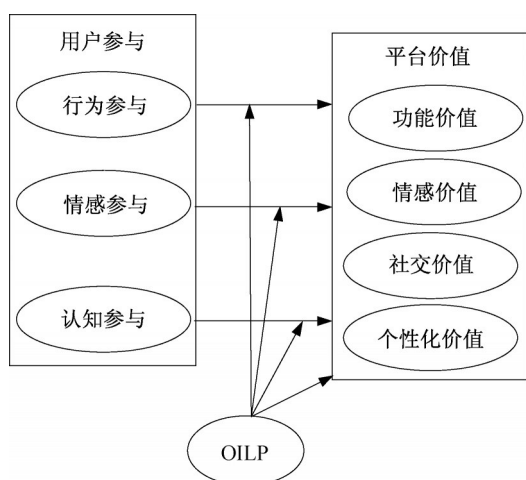 用户参与
行为参与
情感参与
认知参与
平台价值
功能价值
情感价值
社交价值
个性化价值
OILP